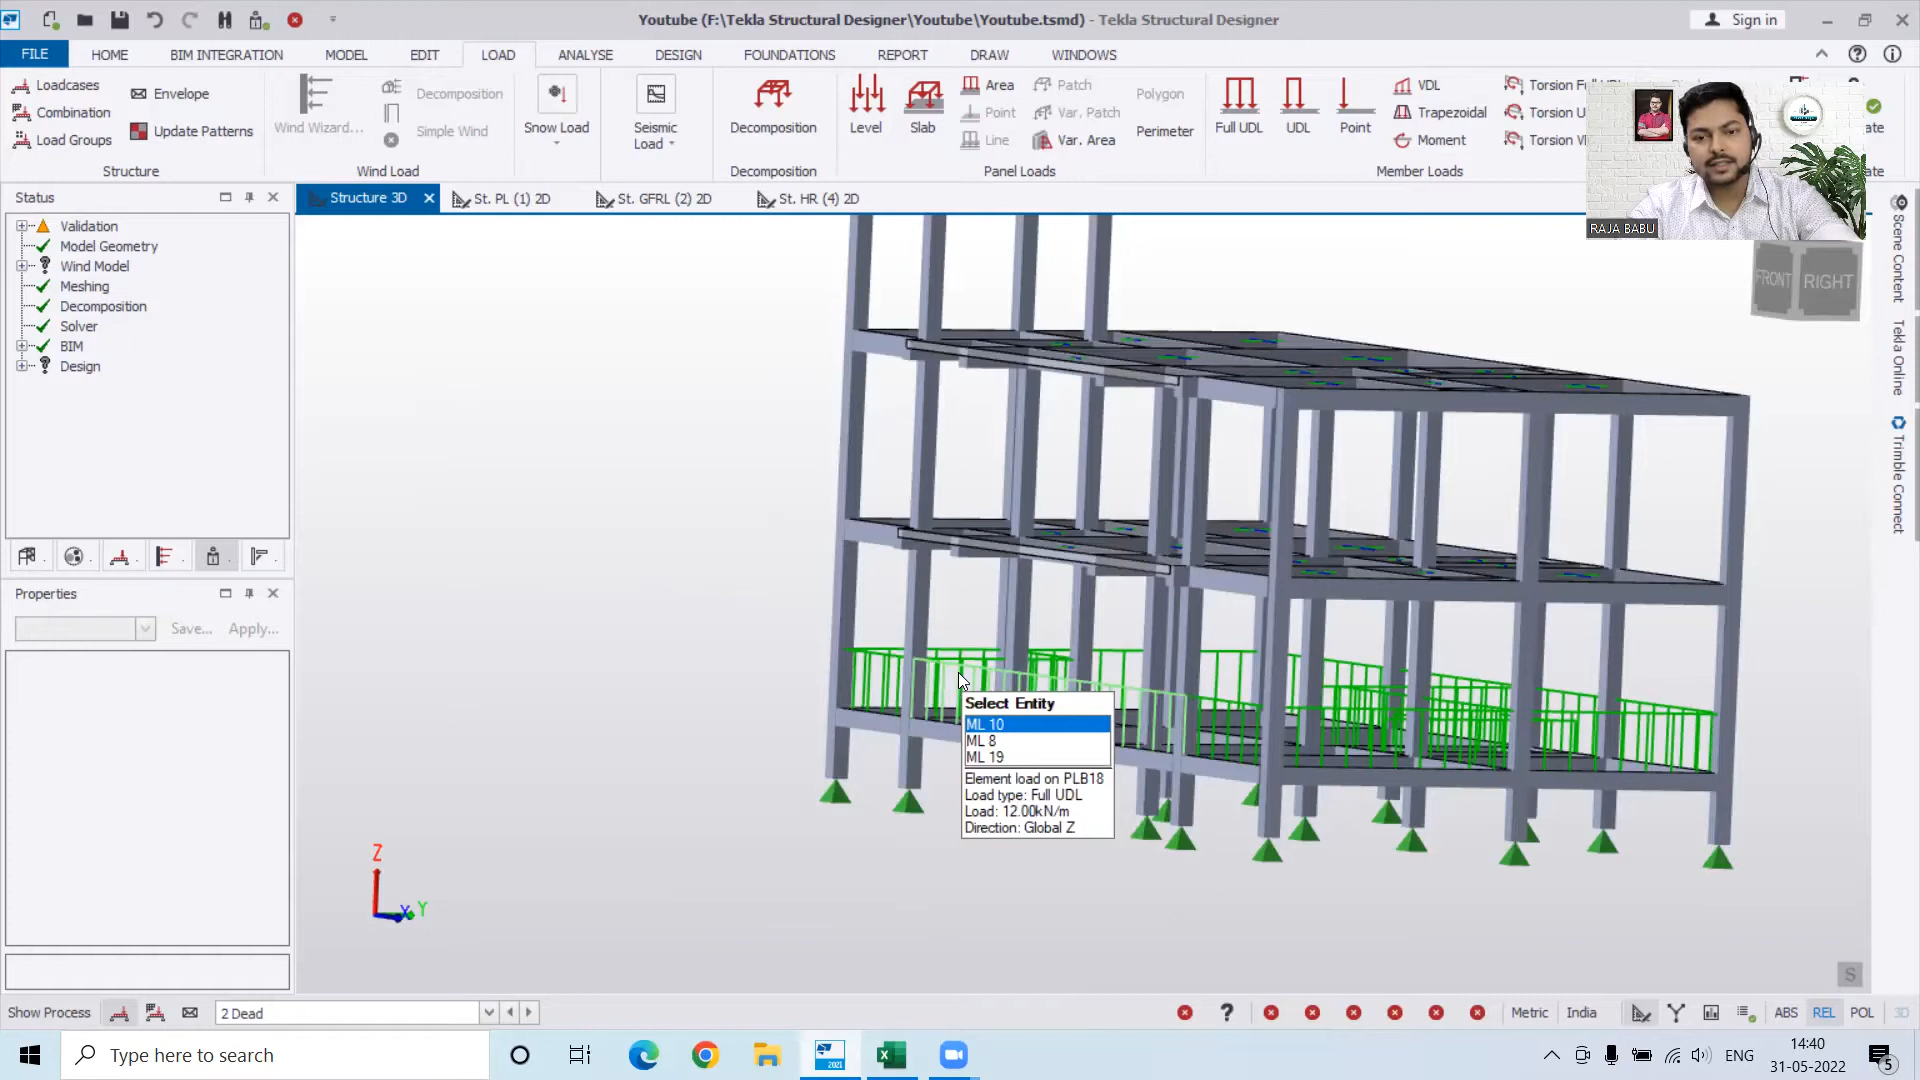 Youtube (F:\Tekla Structural Designer\Youtube\Youtube.tsmd) - Tekla Structural Designer
Sign in
FILE
HOME
BIM INTEGRATION
MODEL
EDIT
LOAD
ANALYSE
DESIGN
FOUNDATIONS
REPORT
DRAW
WINDOWS
Loadcases
Combination
Load Groups
Envelope
Update Patterns
Structure
Wind Wizard...
Decomposition
Simple Wind
Wind Load
Snow Load
Seismic
Load
Decomposition
Decomposition
Level
Slab
Area
Point
Line
Patch
Var. Patch
Var. Area
Polygon
Perimeter
Panel Loads
Full UDL
UDL
Point
VDL
Trapezoidal
Moment
Torsion Fu
Torsion U
Torsion V
Member Loads
RAJA BABU
Status
Structure 3D
St. PL (1) 2D
St. GFRL (2) 2D
St. HR (4) 2D
Validation
Model Geometry
Wind Model
Meshing
Decomposition
Solver
BIM
Design
FRONT
RIGHT
Scene Content
Tekla Online
Trimble Connect
Properties
Save...
Apply...
Select Entity
ML 10
ML 8
ML 19
Element load on PLB18
Load type: Full UDL
Load: 12.00kN/m
Direction: Global Z
Z
X
Y
S
Show Process
2 Dead
Metric
India
ABS
REL
POL
3D
Type here to search
2021
ENG
14:40
31-05-2022
5